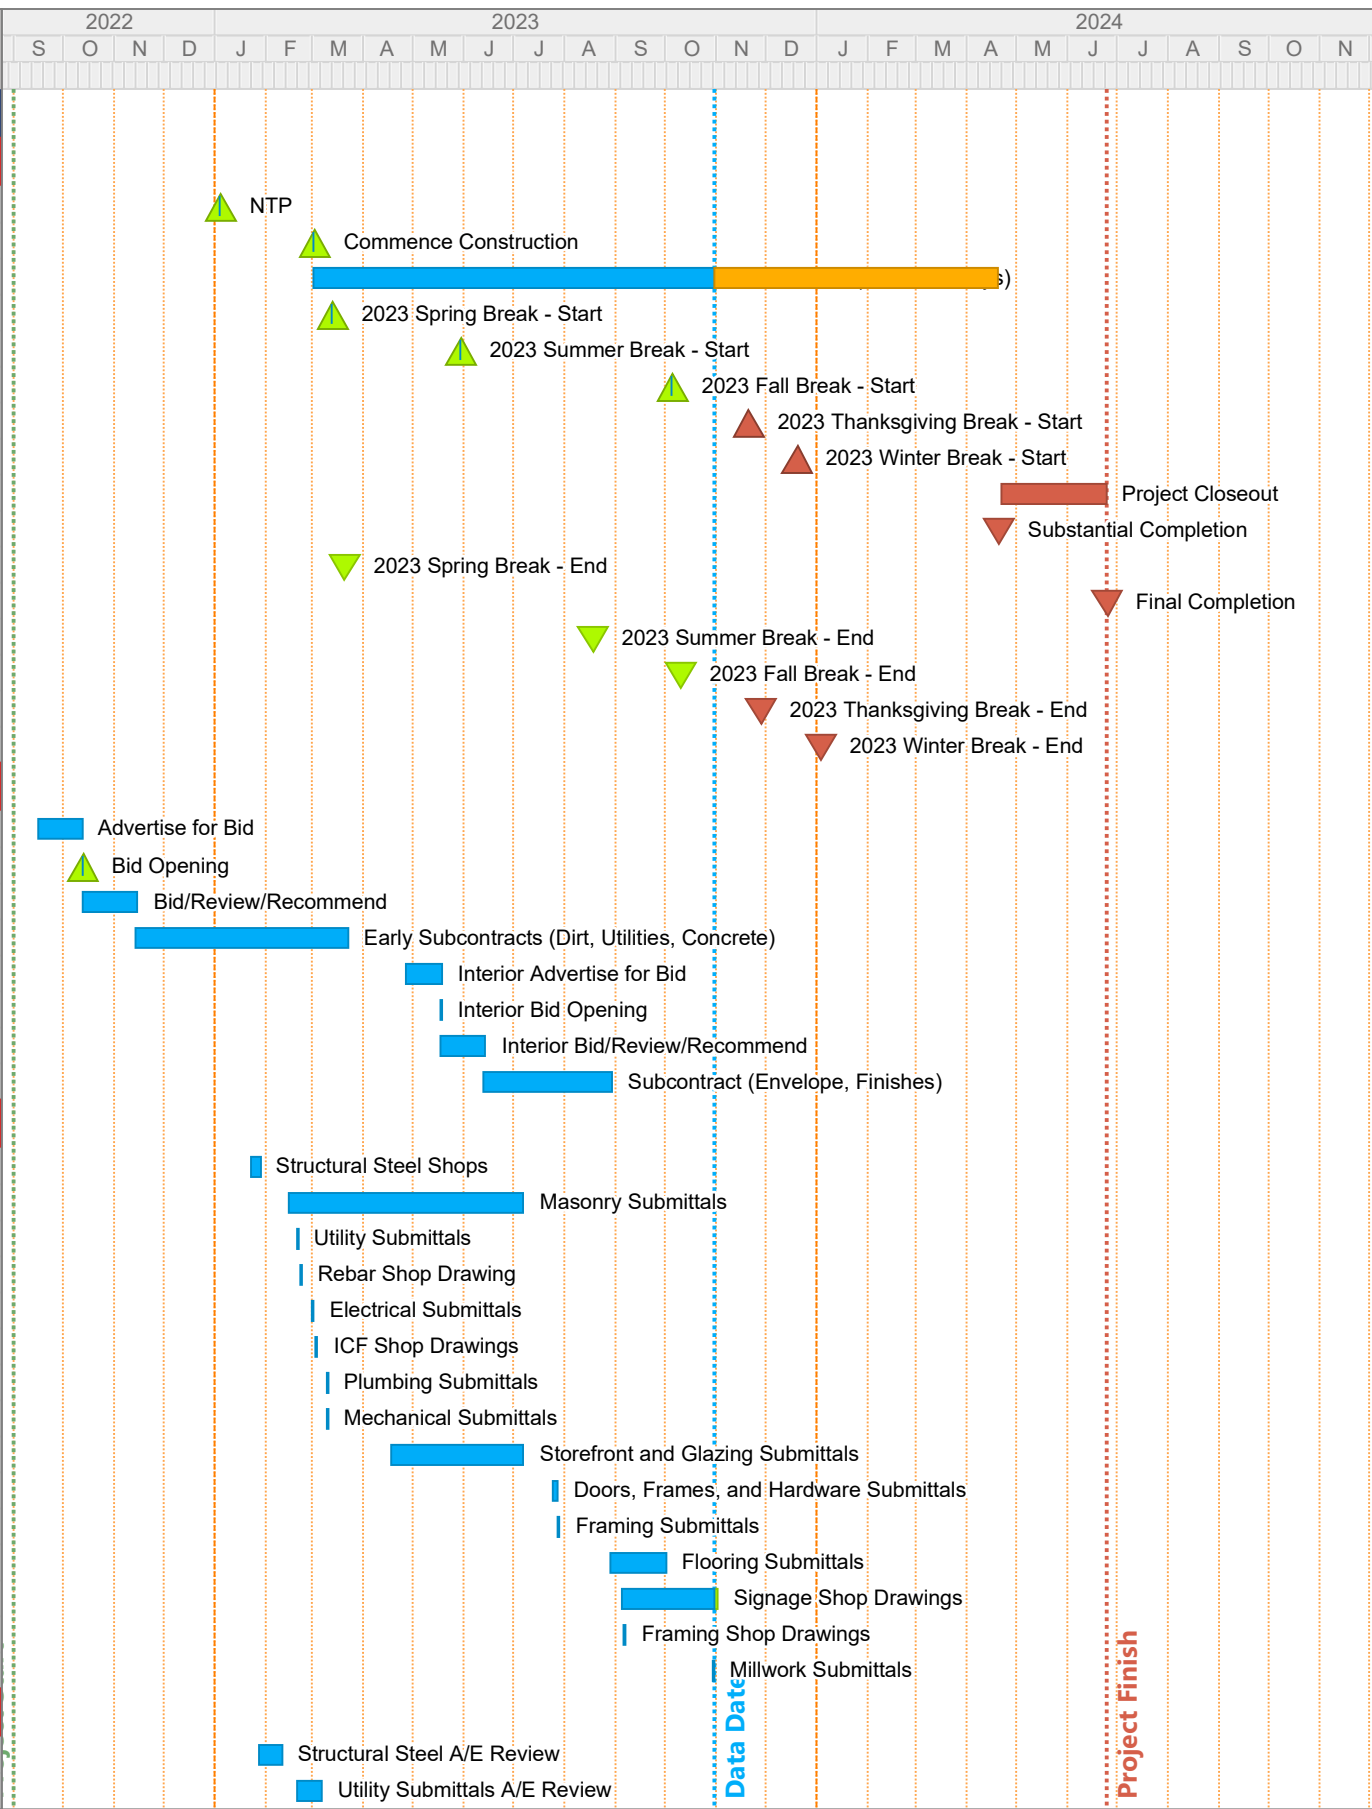 2022 2023 2024
S O N D J F M A M J J A S O N D J F M A M J J A S O N
NTP
Commence Construction
s)
2023 Spring Break - Start
2023 Summer Break - Start
2023 Fall Break - Start
2023 Thanksgiving Break - Start
2023 Winter Break - Start
Project Closeout
Substantial Completion
2023 Spring Break - End
Final Completion
2023 Summer Break - End
2023 Fall Break - End
2023 Thanksgiving Break - End
2023 Winter Break - End
Advertise for Bid
Bid Opening
Bid/Review/Recommend
Early Subcontracts (Dirt, Utilities, Concrete)
Interior Advertise for Bid
Interior Bid Opening
Interior Bid/Review/Recommend
Subcontract (Envelope, Finishes)
Structural Steel Shops
Masonry Submittals
Utility Submittals
Rebar Shop Drawing
Electrical Submittals
ICF Shop Drawings
Plumbing Submittals
Mechanical Submittals
Storefront and Glazing Submittals
Doors, Frames, and Hardware Submittals
Framing Submittals
Flooring Submittals
Signage Shop Drawings
Framing Shop Drawings
Millwork Submittals
Structural Steel A/E Review
Utility Submittals A/E Review
Data Date
Project Finish